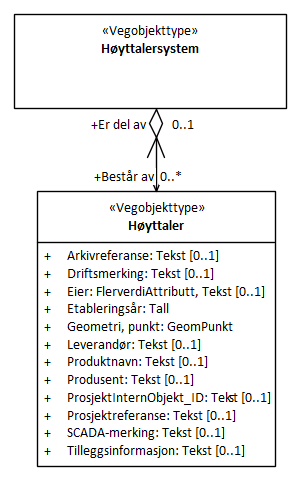 «Vegobjekttype»
Høyttalersystem
+Er del av 0..1
+Består av 0..*
«Vegobjekttype»
Høyttaler
+ Arkivreferanse: Tekst [0..1]
+ Driftsmerking: Tekst [0..1]
+ Eier: FlerverdiAttributt, Tekst [0..1]
+ Etableringsår: Tall
+ Geometri, punkt: GeomPunkt
+ Leverandør: Tekst [0..1]
+ Produktnavn: Tekst [0..1]
+ Produsent: Tekst [0..1]
+ ProsjektInternObjekt_ID: Tekst [0..1]
+ Prosjektreferanse: Tekst [0..1]
+ SCADA-merking: Tekst [0..1]
+ Tilleggsinformasjon: Tekst [0..1]